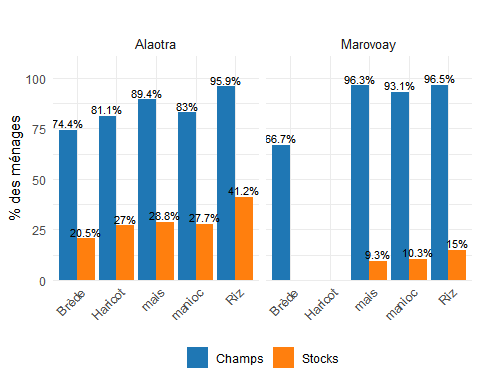 Alaotra Marovoay
% des ménages
100
75
50
25
0
74.4% 81.1% 89.4% 83% 95.9%
20.5% 27% 28.8% 27.7% 41.2%
66.7% 96.3% 93.1% 96.5%
9.3% 10.3% 15%
Brède Haricot maïs manioc Riz
Brède Haricot maïs manioc Riz
Champs Stocks